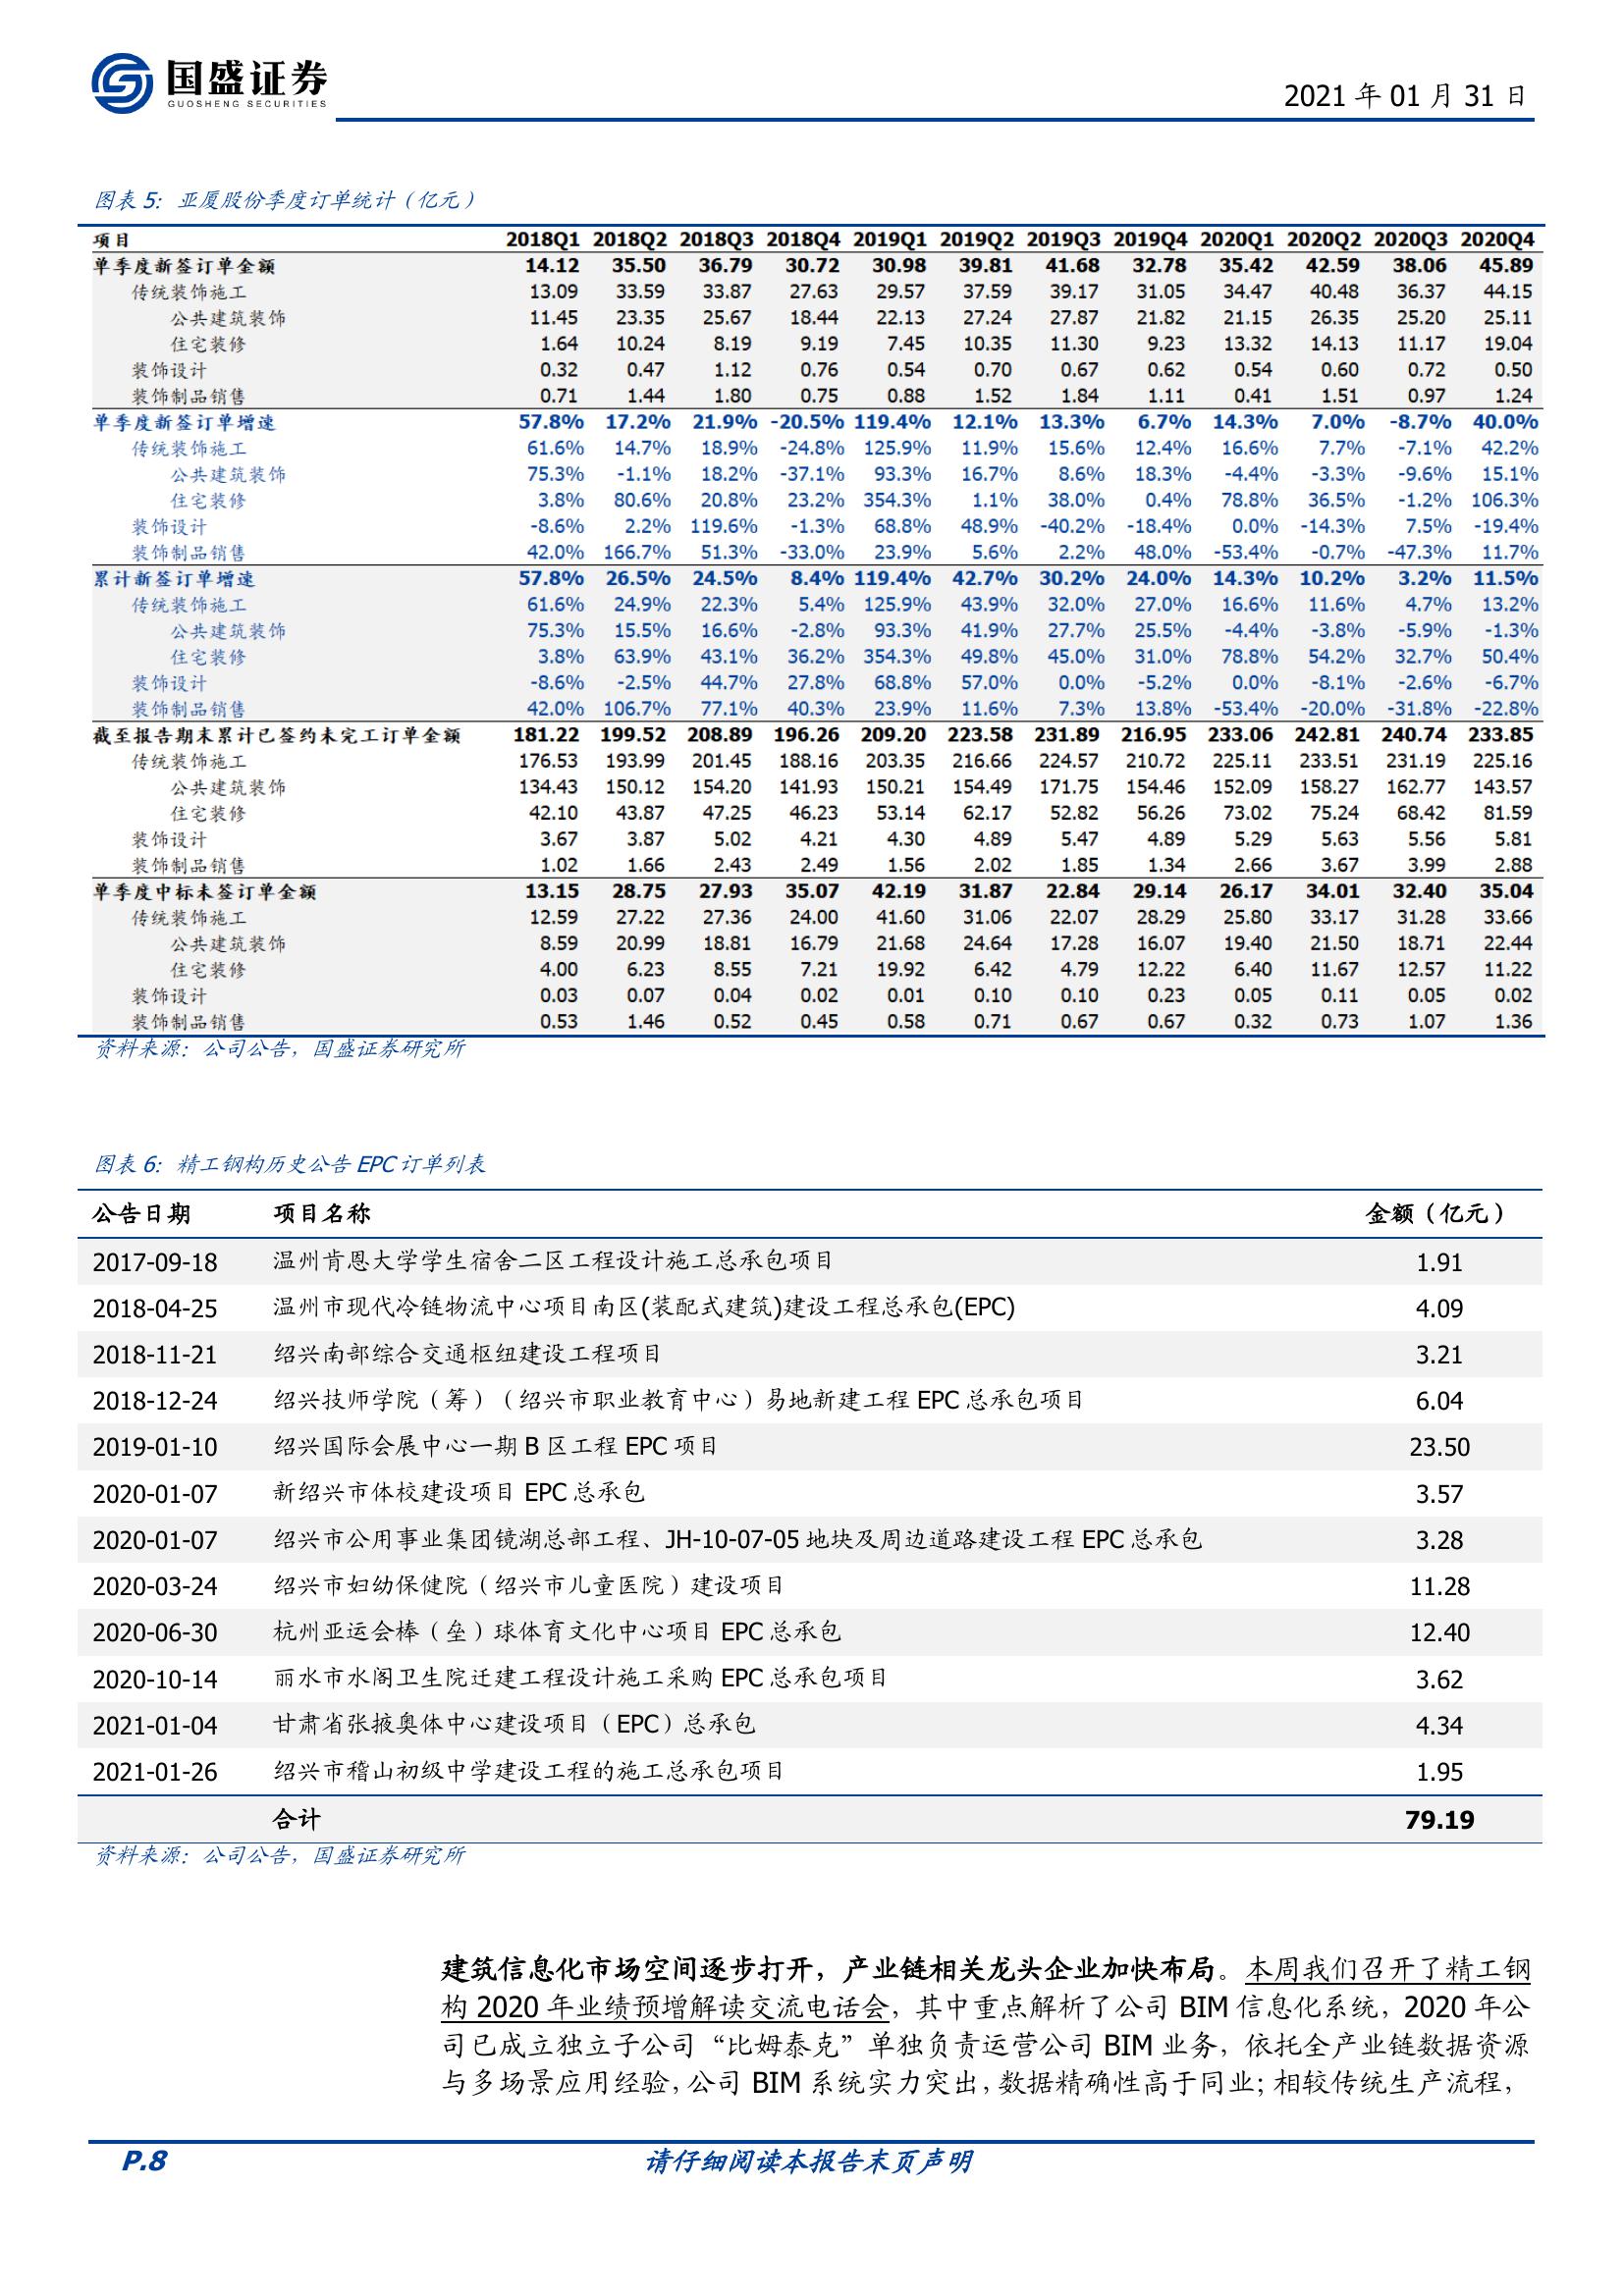 国盛证券
GUOSHENG SECURITIES
2021 年 01 月 31 日
图表 5：亚厦股份季度订单统计（亿元）
项目 2018Q1 2018Q2 2018Q3 2018Q4 2019Q1 2019Q2 2019Q3 2019Q4 2020Q1 2020Q2 2020Q3 2020Q4
单季度新签订单金额 14.12 35.50 36.79 30.72 30.98 39.81 41.68 32.78 35.42 42.59 38.06 45.89
传统装饰施工 13.09 33.59 33.87 27.63 29.57 37.59 39.17 31.05 34.47 40.48 36.37 44.15
公共建筑装饰 11.45 23.35 25.67 18.44 22.13 27.24 27.87 21.82 21.15 26.35 25.20 25.11
住宅装修 1.64 10.24 8.19 9.19 7.45 10.35 11.30 9.23 13.32 14.13 11.17 19.04
装饰设计 0.32 0.47 1.12 0.76 0.54 0.70 0.67 0.62 0.54 0.60 0.72 0.50
装饰制品销售 0.71 1.44 1.80 0.75 0.88 1.52 1.84 1.11 0.41 1.51 0.97 1.24
单季度新签订单增速 57.8% 17.2% 21.9% -20.5% 119.4% 12.1% 13.3% 6.7% 14.3% 7.0% -8.7% 40.0%
传统装饰施工 61.6% 14.7% 18.9% -24.8% 125.9% 11.9% 15.6% 12.4% 16.6% 7.7% -7.1% 42.2%
公共建筑装饰 75.3% -1.1% 18.2% -37.1% 93.3% 16.7% 8.6% 18.3% -4.4% -3.3% -9.6% 15.1%
住宅装修 3.8% 80.6% 20.8% 23.2% 354.3% 1.1% 38.0% 0.4% 78.8% 36.5% -1.2% 106.3%
装饰设计 -8.6% 2.2% 119.6% -1.3% 68.8% 48.9% -40.2% -18.4% 0.0% -14.3% 7.5% -19.4%
装饰制品销售 42.0% 166.7% 51.3% -33.0% 23.9% 5.6% 2.2% 48.0% -53.4% -0.7% -47.3% 11.7%
累计新签订单增速 57.8% 26.5% 24.5% 8.4% 119.4% 42.7% 30.2% 24.0% 14.3% 10.2% 3.2% 11.5%
传统装饰施工 61.6% 24.9% 22.3% 5.4% 125.9% 43.9% 32.0% 27.0% 16.6% 11.6% 4.7% 13.2%
公共建筑装饰 75.3% 15.5% 16.6% -2.8% 93.3% 41.9% 27.7% 25.5% -4.4% -3.8% -5.9% -1.3%
住宅装修 3.8% 63.9% 43.1% 36.2% 354.3% 49.8% 45.0% 31.0% 78.8% 54.2% 32.7% 50.4%
装饰设计 -8.6% -2.5% 44.7% 27.8% 68.8% 57.0% 0.0% -5.2% 0.0% -8.1% -2.6% -6.7%
装饰制品销售 42.0% 106.7% 77.1% 40.3% 23.9% 11.6% 7.3% 13.8% -53.4% -20.0% -31.8% -22.8%
截至报告期末累计已签约未完工订单金额 181.22 199.52 208.89 196.26 209.20 223.58 231.89 216.95 233.06 242.81 240.74 233.85
传统装饰施工 176.53 193.99 201.45 188.16 203.35 216.66 224.57 210.72 225.11 233.51 231.19 225.16
公共建筑装饰 134.43 150.12 154.20 141.93 150.21 154.49 171.75 154.46 152.09 158.27 162.77 143.57
住宅装修 42.10 43.87 47.25 46.23 53.14 62.17 52.82 56.26 73.02 75.24 68.42 81.59
装饰设计 3.67 3.87 5.02 4.21 4.30 4.89 5.47 4.89 5.29 5.63 5.56 5.81
装饰制品销售 1.02 1.66 2.43 2.49 1.56 2.02 1.85 1.34 2.66 3.67 3.99 2.88
单季度中标未签订单金额 13.15 28.75 27.93 35.07 42.19 31.87 22.84 29.14 26.17 34.01 32.40 35.04
传统装饰施工 12.59 27.22 27.36 24.00 41.60 31.06 22.07 28.29 25.80 33.17 31.28 33.66
公共建筑装饰 8.59 20.99 18.81 16.79 21.68 24.64 17.28 16.07 19.40 21.50 18.71 22.44
住宅装修 4.00 6.23 8.55 7.21 19.92 6.42 4.79 12.22 6.40 11.67 12.57 11.22
装饰设计 0.03 0.07 0.04 0.02 0.01 0.10 0.10 0.23 0.05 0.11 0.05 0.02
装饰制品销售 0.53 1.46 0.52 0.45 0.58 0.71 0.67 0.67 0.32 0.73 1.07 1.36
资料来源：公司公告，国盛证券研究所
图表 6：精工钢构历史公告 EPC 订单列表
公告日期 项目名称 金额（亿元）
2017-09-18 温州肯恩大学学生宿舍二区工程设计施工总承包项目 1.91
2018-04-25 温州市现代冷链物流中心项目南区(装配式建筑)建设工程总承包(EPC) 4.09
2018-11-21 绍兴南部综合交通枢纽建设工程项目 3.21
2018-12-24 绍兴技师学院（筹）（绍兴市职业教育中心）易地新建工程 EPC 总承包项目 6.04
2019-01-10 绍兴国际会展中心一期 B 区工程 EPC 项目 23.50
2020-01-07 新绍兴市体校建设项目 EPC 总承包 3.57
2020-01-07 绍兴市公用事业集团镜湖总部工程、JH-10-07-05 地块及周边道路建设工程 EPC 总承包 3.28
2020-03-24 绍兴市妇幼保健院（绍兴市儿童医院）建设项目 11.28
2020-06-30 杭州亚运会棒（垒）球体育文化中心项目 EPC 总承包 12.40
2020-10-14 丽水市水阁卫生院迁建工程设计施工采购 EPC 总承包项目 3.62
2021-01-04 甘肃省张掖奥体中心建设项目（EPC）总承包 4.34
2021-01-26 绍兴市稽山初级中学建设工程的施工总承包项目 1.95
合计 79.19
资料来源：公司公告，国盛证券研究所
建筑信息化市场空间逐步打开，产业链相关龙头企业加快布局。本周我们召开了精工钢
构 2020 年业绩预增解读交流电话会，其中重点解析了公司 BIM 信息化系统，2020 年公
司已成立独立子公司“比姆泰克”单独负责运营公司 BIM 业务，依托全产业链数据资源
与多场景应用经验，公司 BIM 系统实力突出，数据精确性高于同业；相较传统生产流程，
P.8 请仔细阅读本报告末页声明